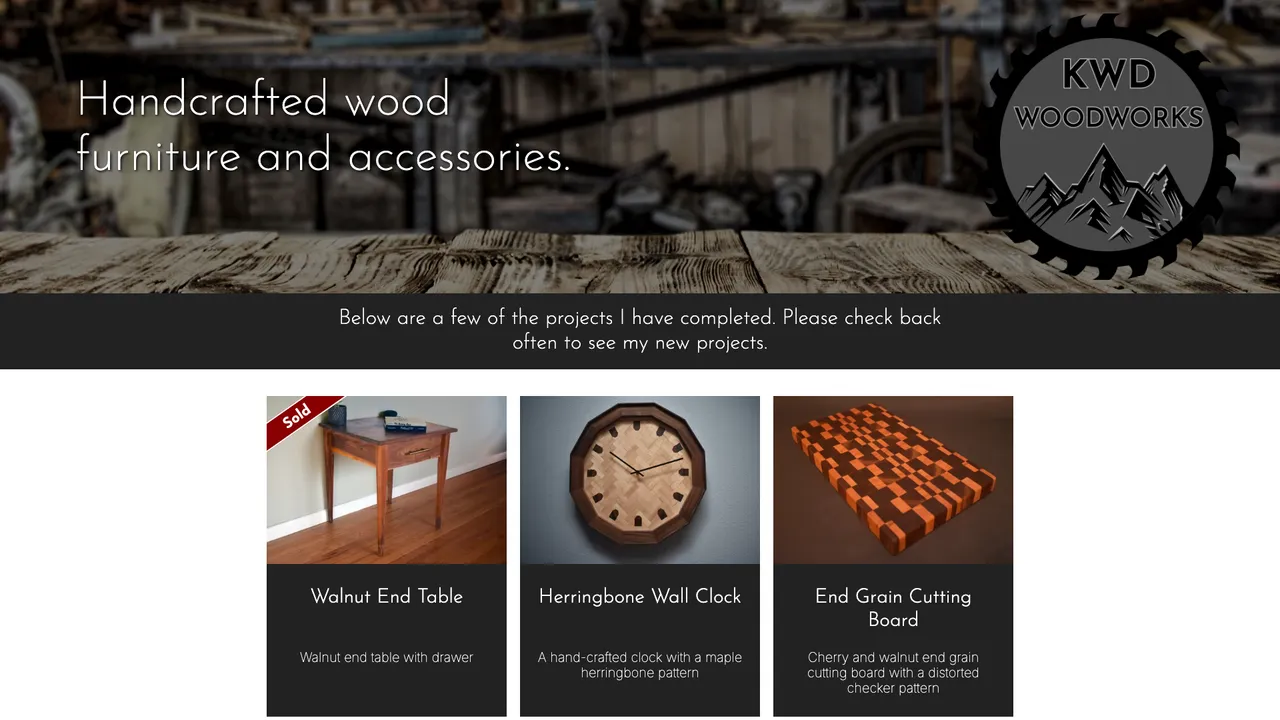 Handcrafted wood
furniture and accessories.
KWD
WOODWORKS
Below are a few of the projects I have completed. Please check back
often to see my new projects.
Sold
Walnut End Table
Walnut end table with drawer
Herringbone Wall Clock
A hand-crafted clock with a maple
herringbone pattern
End Grain Cutting
Board
Cherry and walnut end grain
cutting board with a distorted
checker pattern